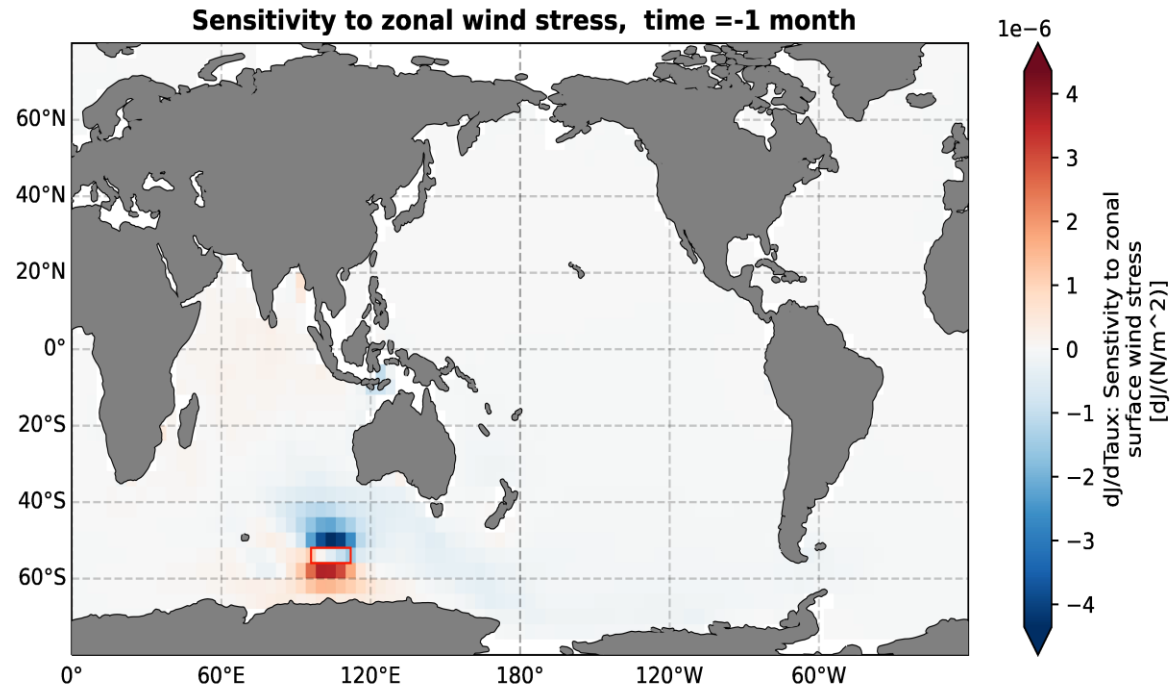 Sensitivity to zonal wind stress,  time =-1 month
1e−6
60°N
40°N
20°N
0°
20°S
40°S
60°S
0°
60°E
120°E
180°
120°W
60°W
4
3
2
1
0
−1
−2
−3
−4
dJ/dTaux: Senstivity to zonal
surface wind stress
[dJ/(N/m^2)]